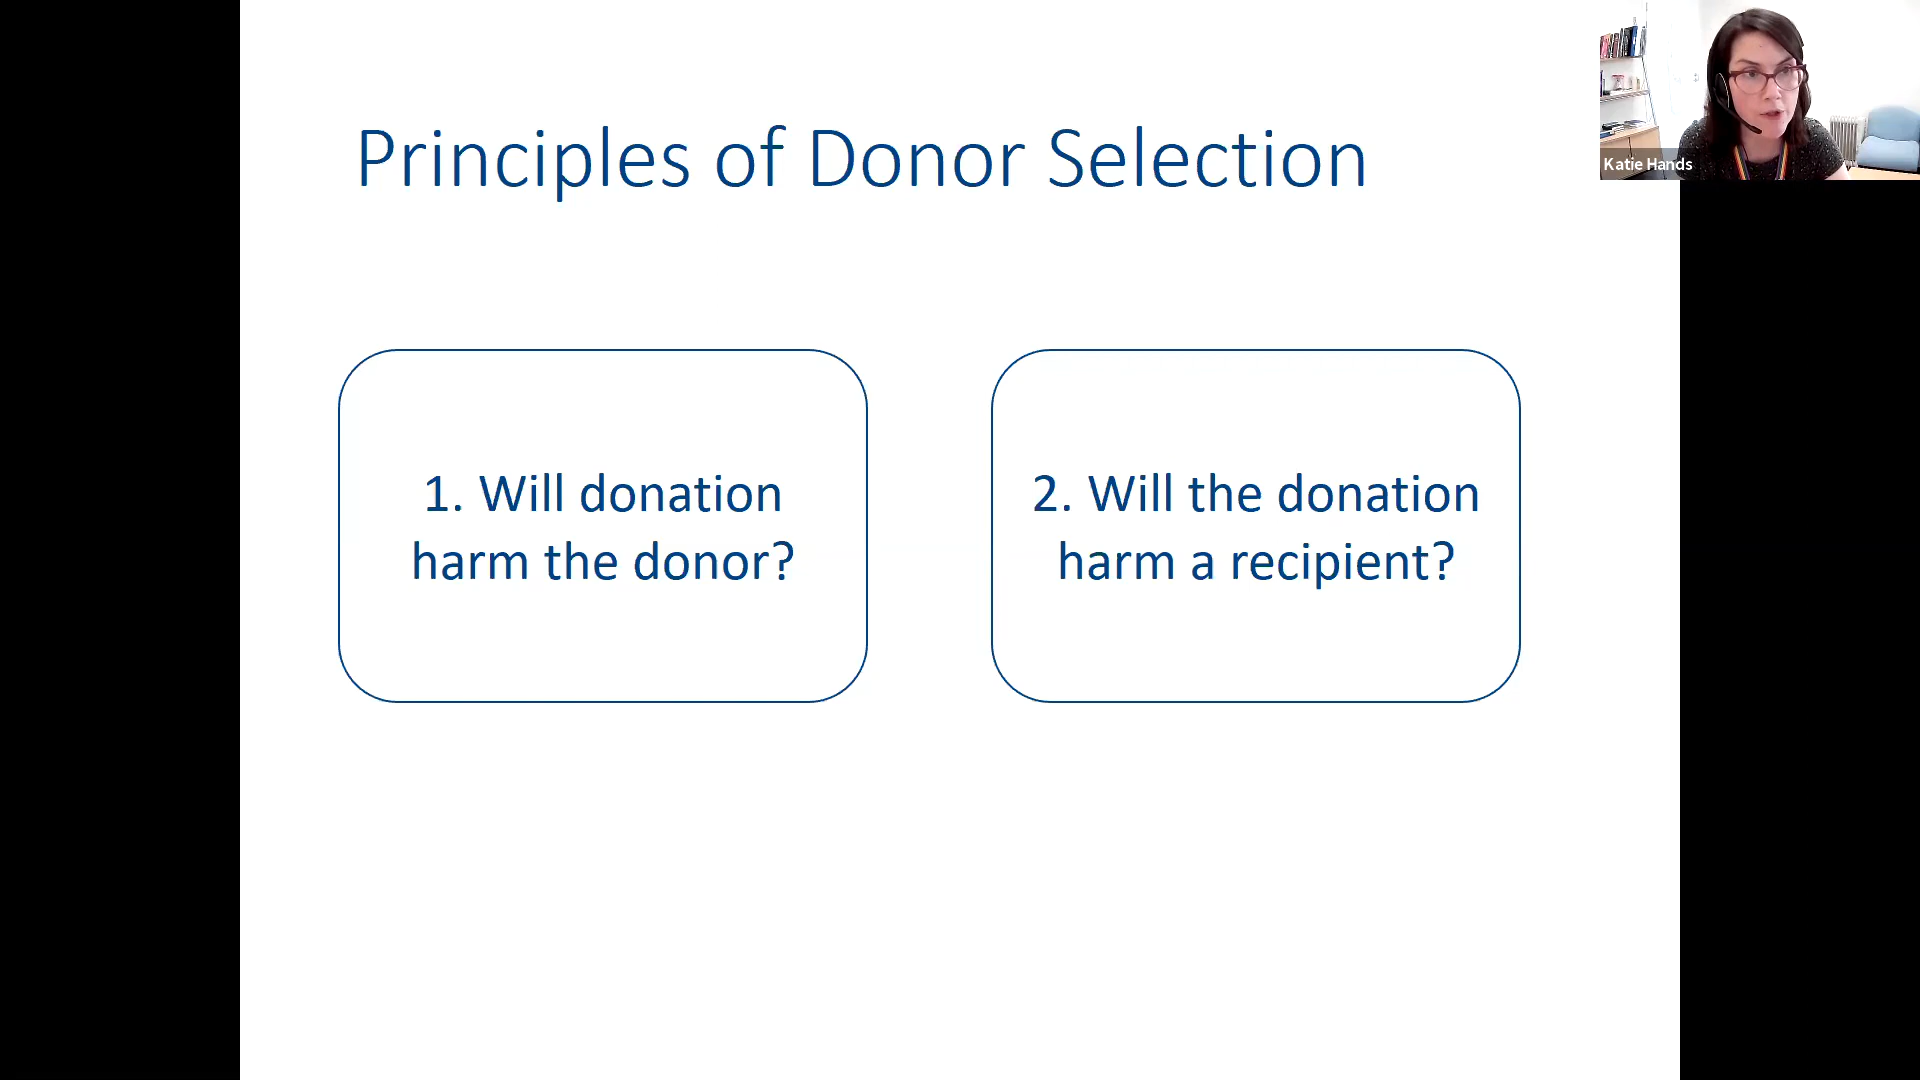 Principles of Donor Selection
1. Will donation
harm the donor?
2. Will the donation
harm a recipient?
Katie Hands